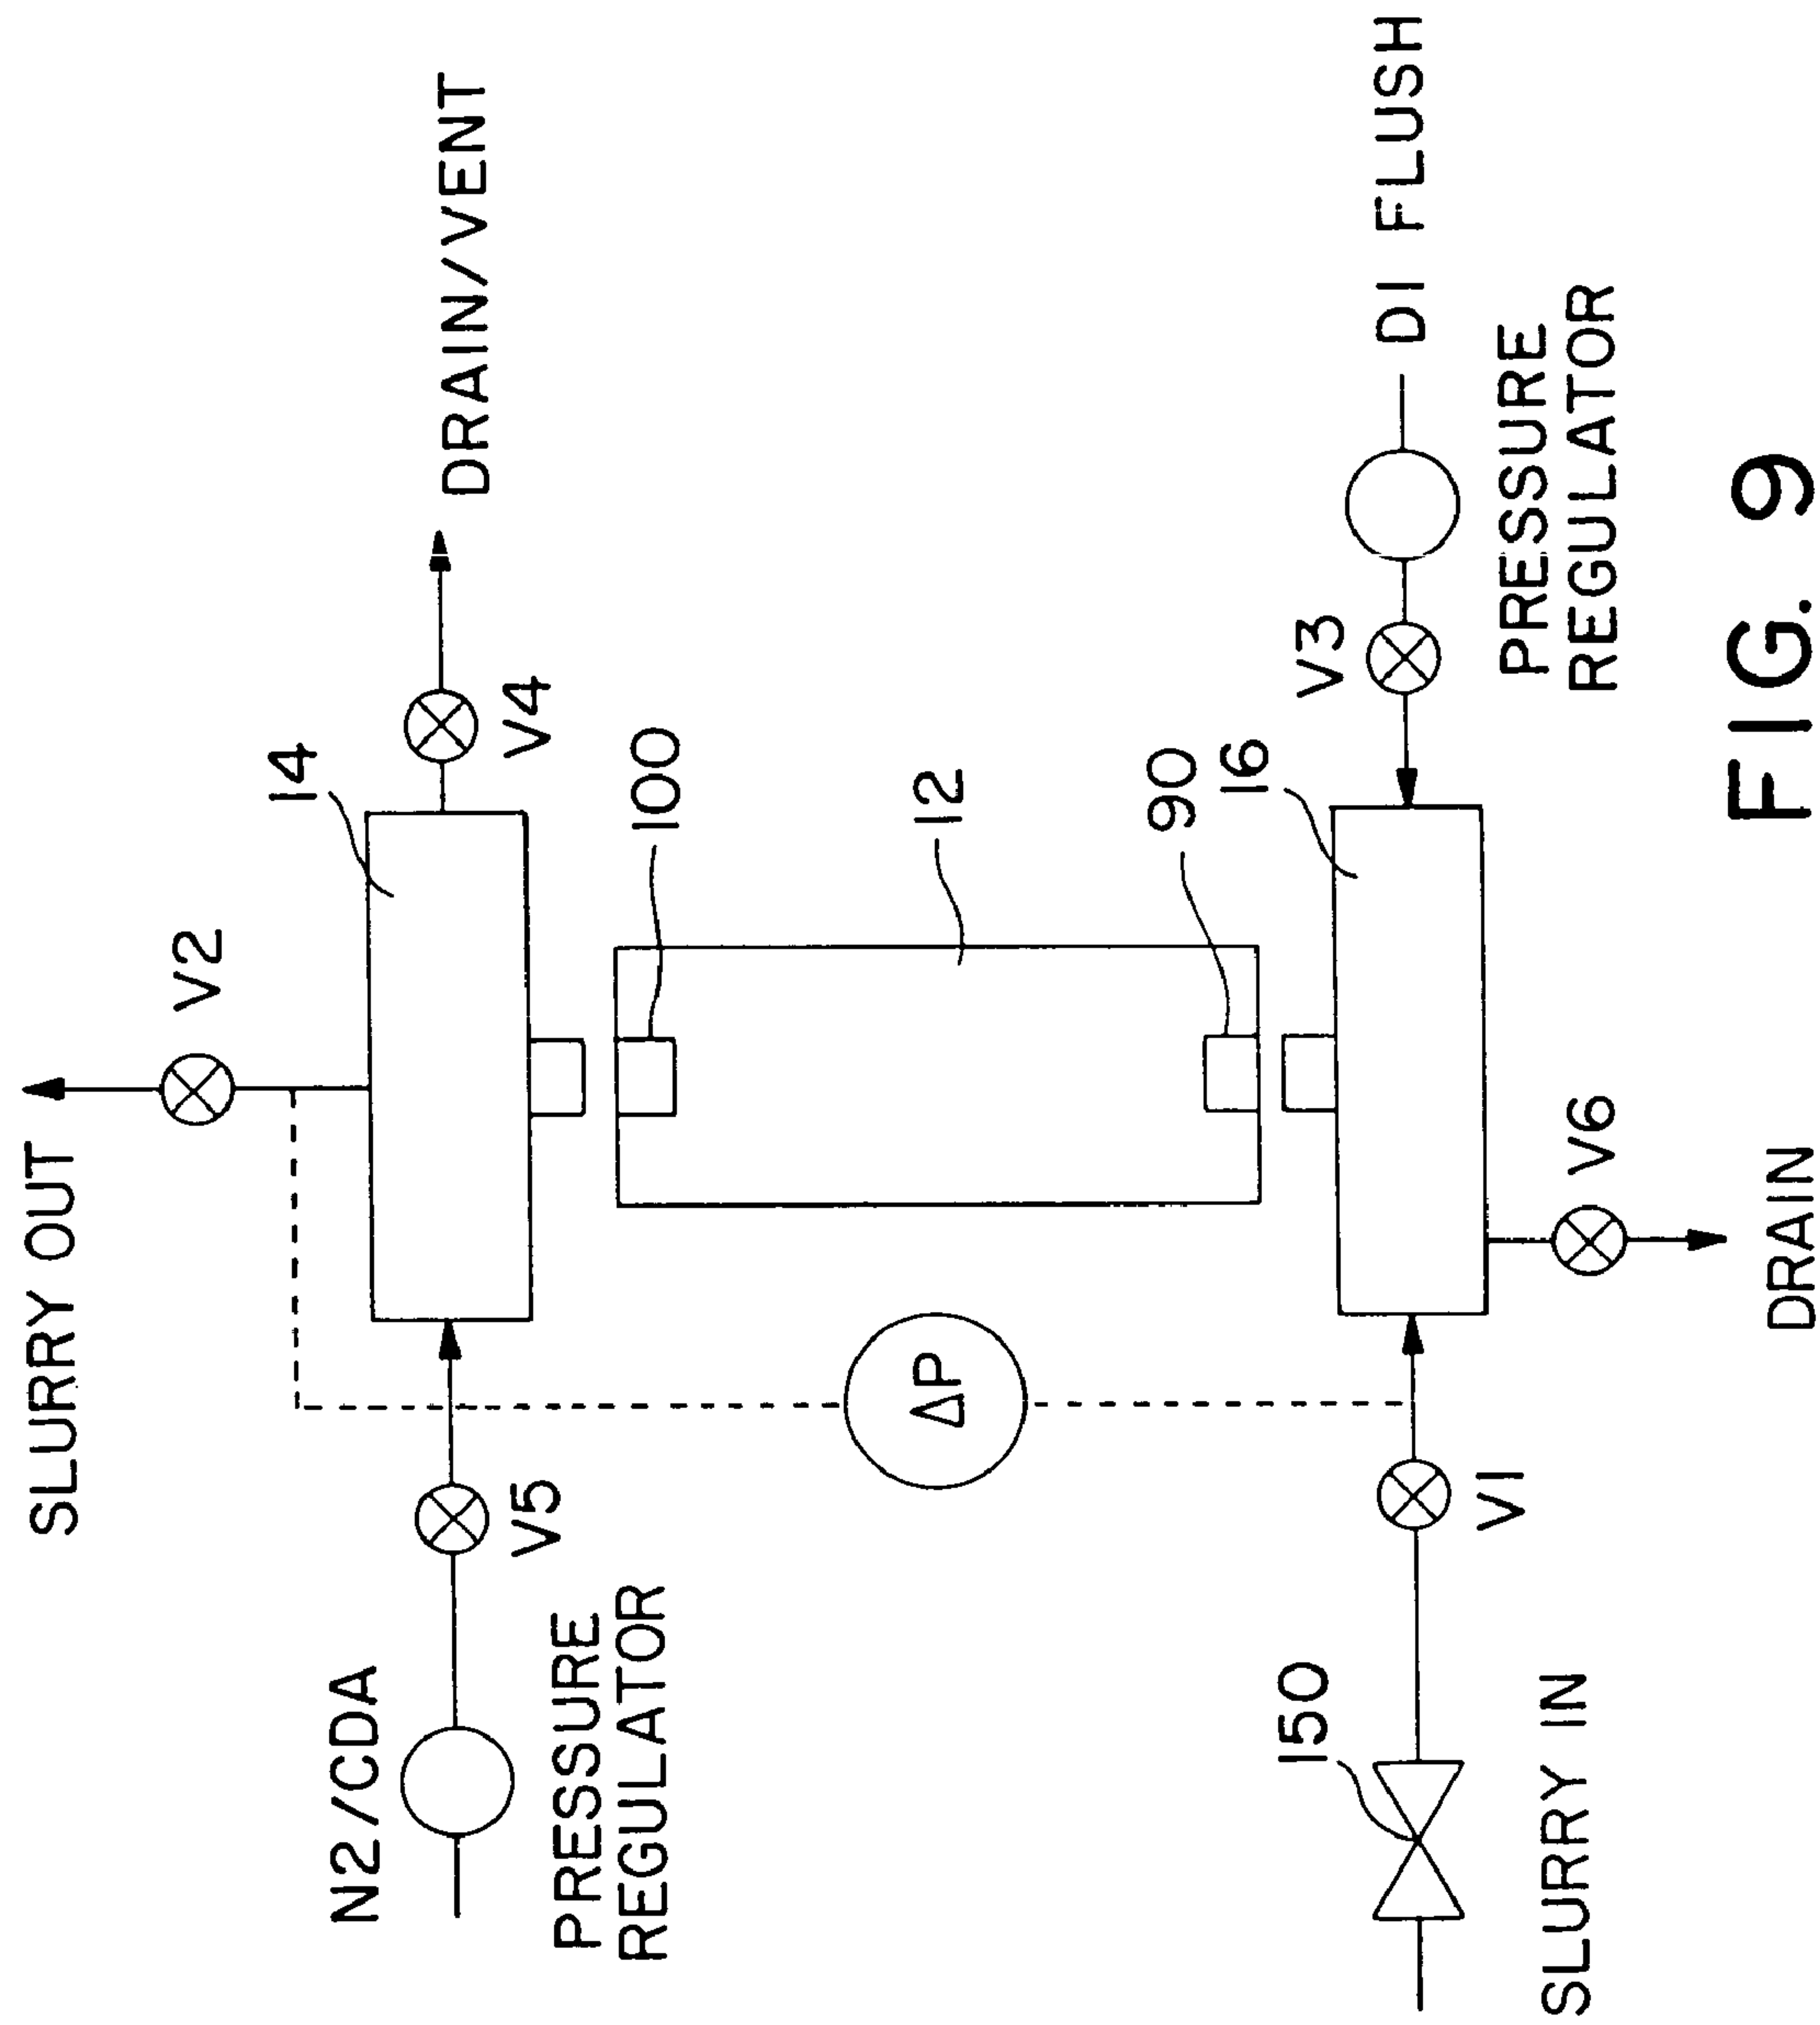 SLURRY OUT
V2
14
DRAIN/VENT
N2/CDA
V5
V4
PRESSURE
REGULATOR
100
12
ΔP
90
16
V3
DI FLUSH
150
V1
SLURRY IN
V6
DRAIN
PRESSURE
REGULATOR
FIG. 9